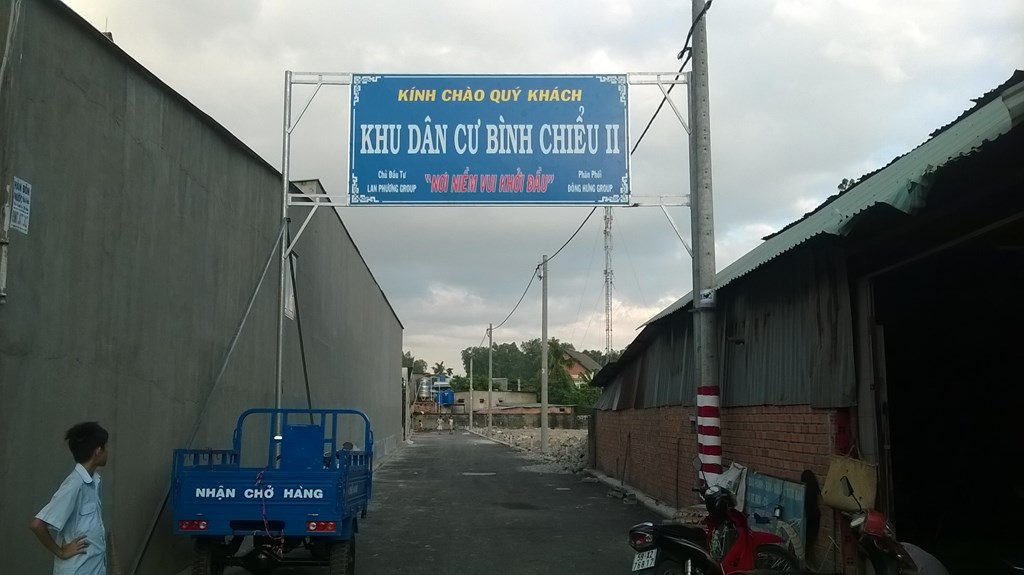 KÍNH CHÀO QUÝ KHÁCH
KHU DÂN CƯ BÌNH CHIỂU II
Chủ Đầu Tư
LAN PHƯƠNG GROUP
"NƠI NIỀM VUI KHỞI ĐẦU"
Phân Phối
ĐÔNG HƯNG GROUP
NHẬN CHỞ HÀNG